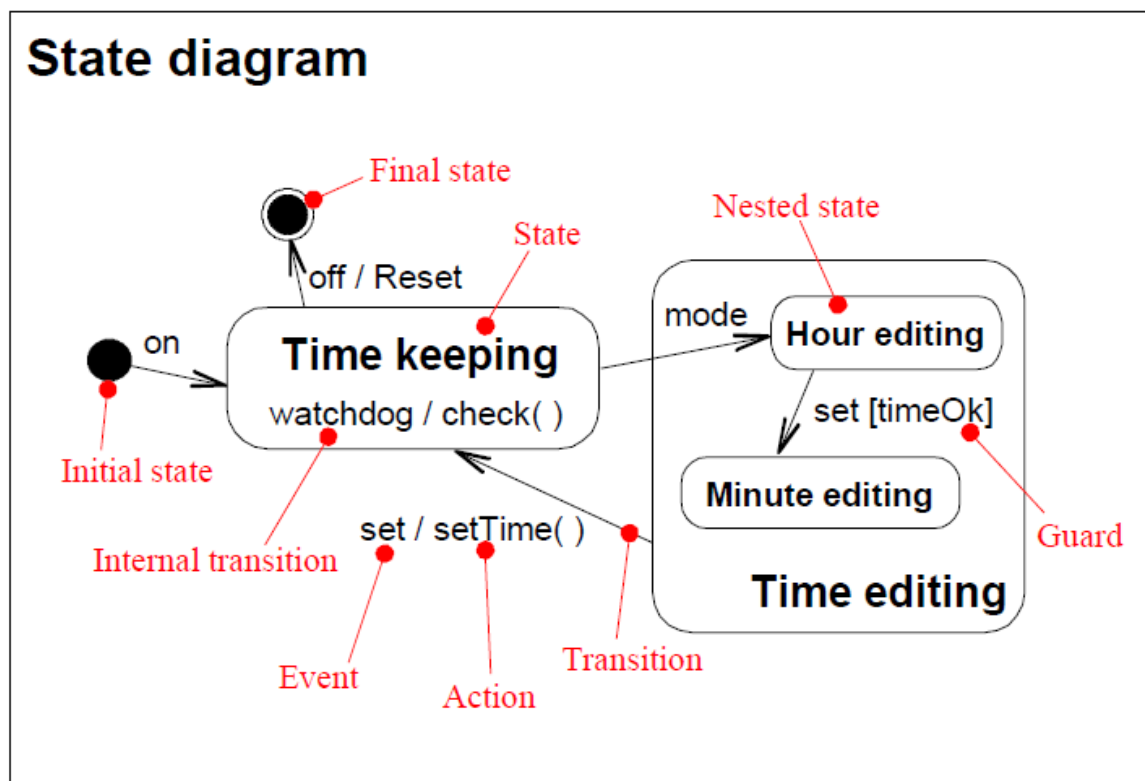 State diagram
Final state
Nested state
State
off / Reset
mode
on
Hour editing
Time keeping
watchdog / check( )
set [timeOk]
Initial state
Minute editing
set / setTime( )
Internal transition
Guard
Time editing
Transition
Event
Action